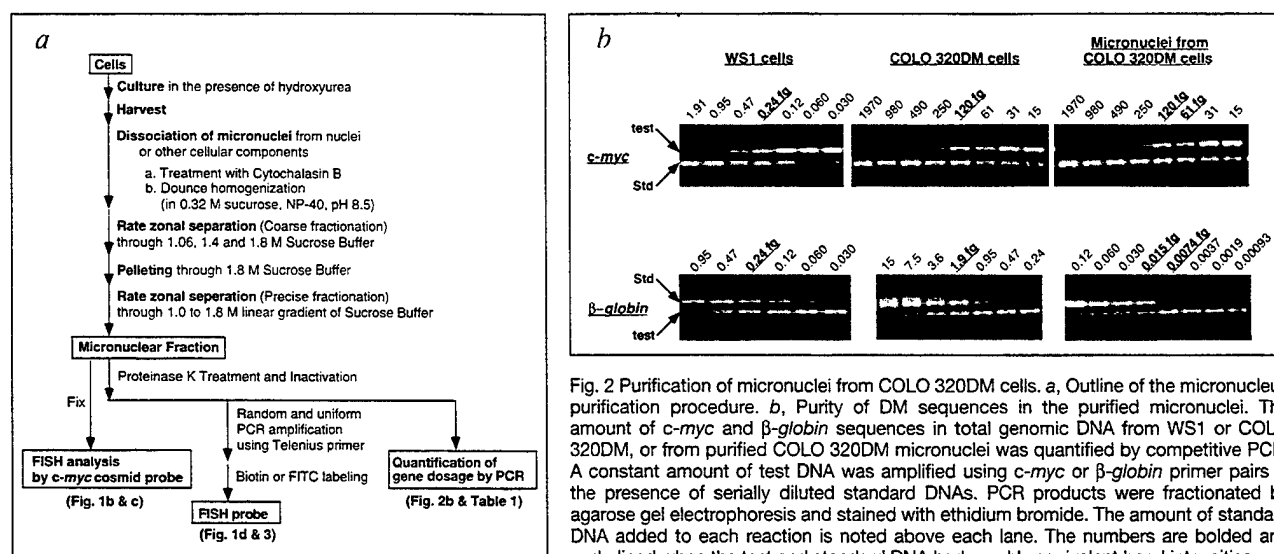 a
Cells
Culture in the presence of hydroxyurea
Harvest
Dissociation of micronuclei from nuclei
or other cellular components
a. Treatment with Cytochalasin B
b. Dounce homogenization
(in 0.32 M sucurose, NP-40, pH 8.5)
Rate zonal separation (Coarse fractionation)
through 1.06, 1.4 and 1.8 M Sucrose Buffer
Pelleting through 1.8 M Sucrose Buffer
Rate zonal seperation (Precise fractionation)
through 1.0 to 1.8 M linear gradient of Sucrose Buffer
Micronuclear Fraction
Proteinase K Treatment and Inactivation
Fix
Random and uniform
PCR amplification
using Telenius primer
Biotin or FITC labeling
FISH analysis
by c-myc cosmid probe
(Fig. 1b & c)
FISH probe
(Fig. 1d & 3)
Quantification of
gene dosage by PCR
(Fig. 2b & Table 1)
b
WS1 cells
COLO 320DM cells
Micronuclei from
COLO 320DM cells
1.91 0.95 0.47 0.24 fg 0.12 0.060 0.030
1970 980 490 250 120 fg 61 31 15
1970 980 490 250 120 fg 61 fg 31 15
test
c-myc
Std
0.95 0.47 0.24 fg 0.12 0.060 0.030
15 7.5 3.6 1.9 fg 0.95 0.47 0.24
0.12 0.060 0.030 0.015 fg 0.0074 fg 0.0037 0.0019 0.00093
Std
β-globin
test
Fig. 2 Purification of micronuclei from COLO 320DM cells. a, Outline of the micronucleu
purification procedure. b, Purity of DM sequences in the purified micronuclei. Th
amount of c-myc and β-globin sequences in total genomic DNA from WS1 or COL
320DM, or from purified COLO 320DM micronuclei was quantified by competitive PCR
A constant amount of test DNA was amplified using c-myc or β-globin primer pairs
the presence of serially diluted standard DNAs. PCR products were fractionated b
agarose gel electrophoresis and stained with ethidium bromide. The amount of standa
DNA added to each reaction is noted above each lane. The numbers are bolded an